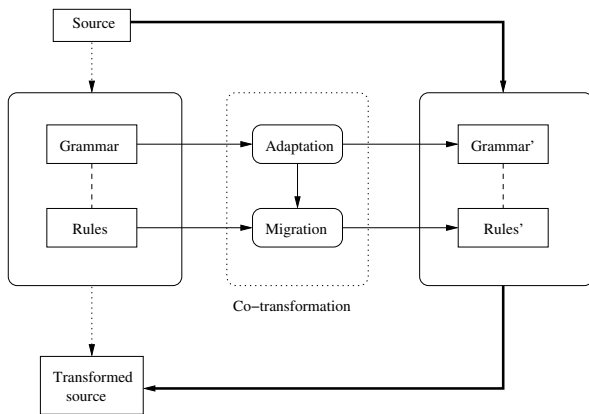 Source
Grammar
Adaptation
Grammar’
Rules
Migration
Rules’
Co−transformation
Transformed
source